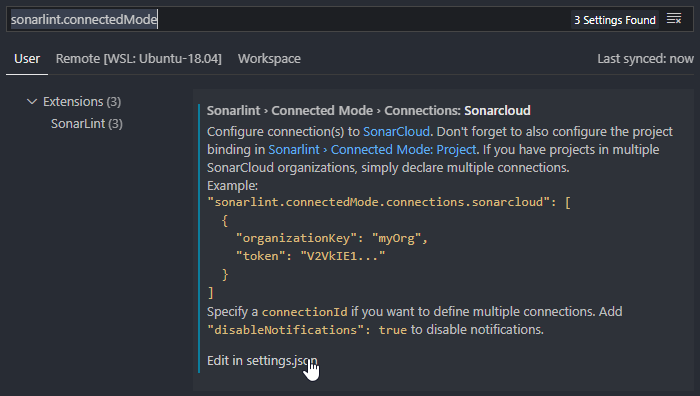 sonarlint.connectedMode
3 Settings Found
User
Remote [WSL: Ubuntu-18.04]
Workspace
Last synced: now
Extensions (3)
SonarLint (3)
Sonarlint › Connected Mode › Connections: Sonarcloud
Configure connection(s) to SonarCloud. Don't forget to also configure the project
binding in Sonarlint › Connected Mode: Project. If you have projects in multiple
SonarCloud organizations, simply declare multiple connections.
Example:
"sonarlint.connectedMode.connections.sonarcloud": [
{
"organizationKey": "myOrg",
"token": "V2VkIE1..."
}
]
Specify a connectionId if you want to define multiple connections. Add
"disableNotifications": true to disable notifications.
Edit in settings.json